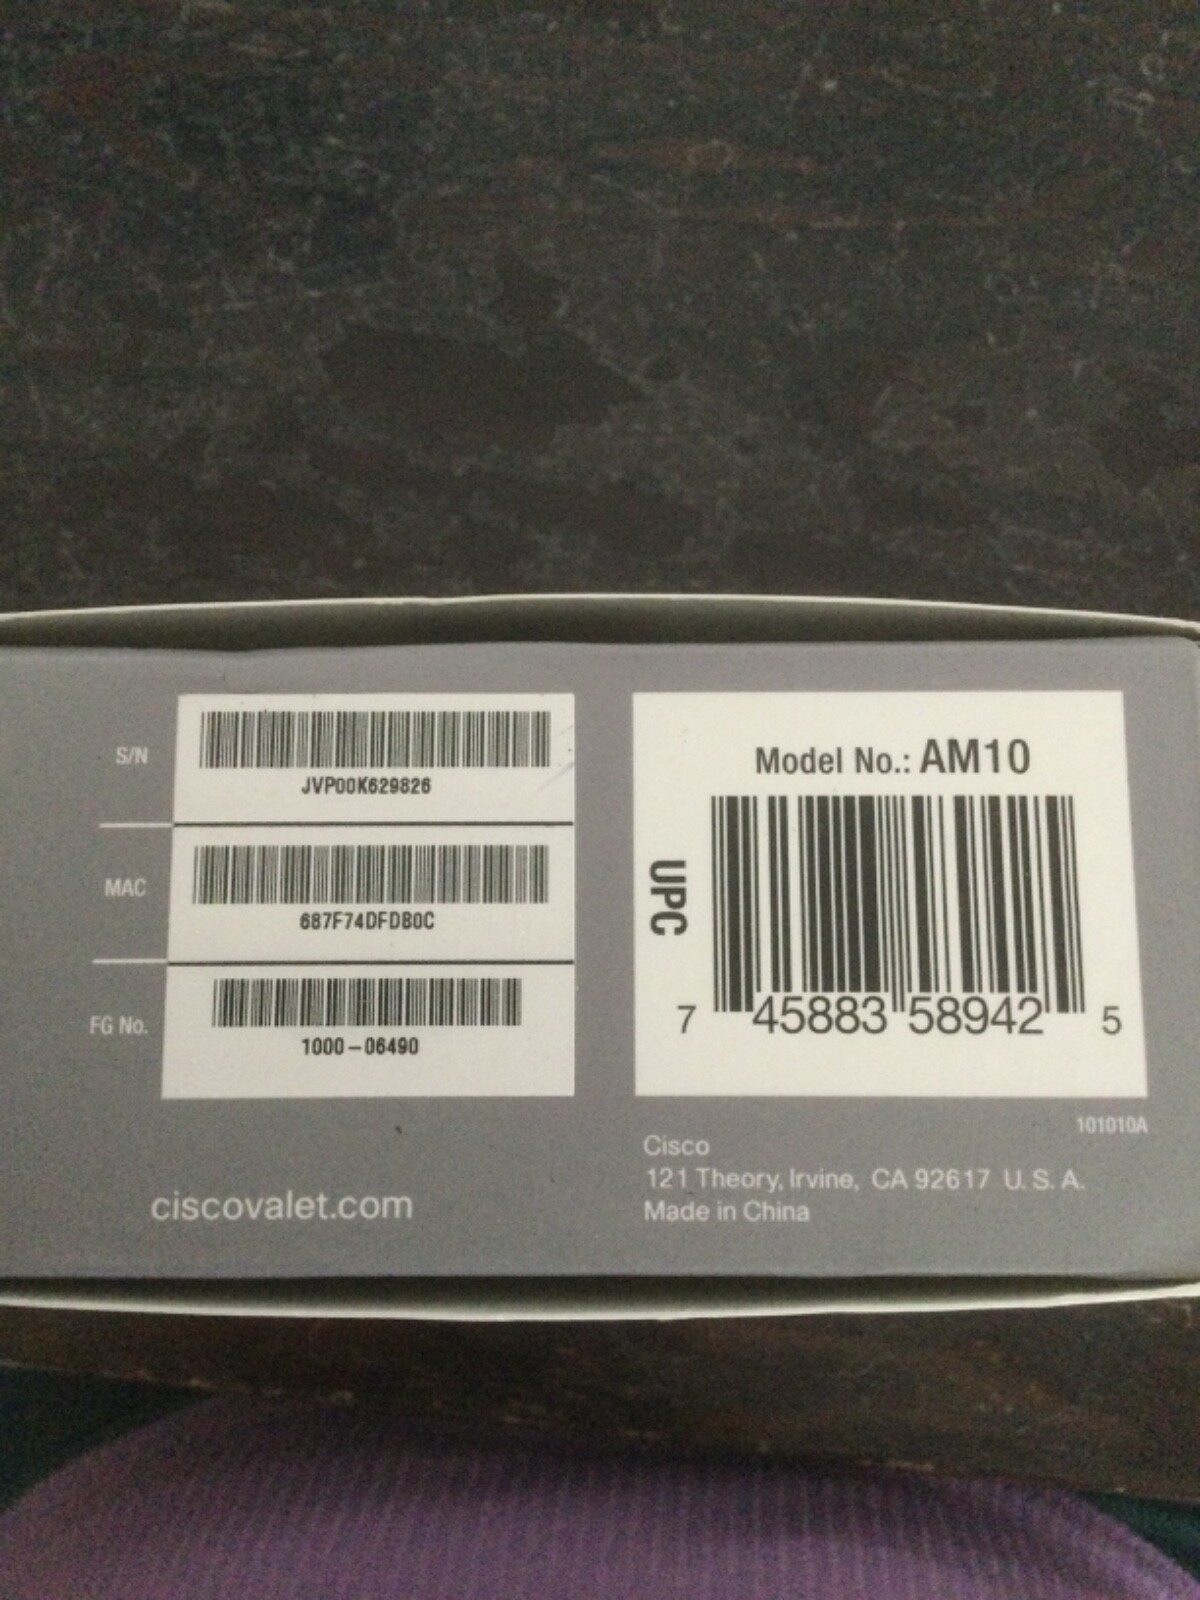 S/N
JVP00K629826
MAC
687F74DFDB0C
FG No.
1000-06490
ciscovalet.com
Model No.: AM10
UPC
7 45883 58942 5
101010A
Cisco
121 Theory, Irvine, CA 92617 U. S. A.
Made in China